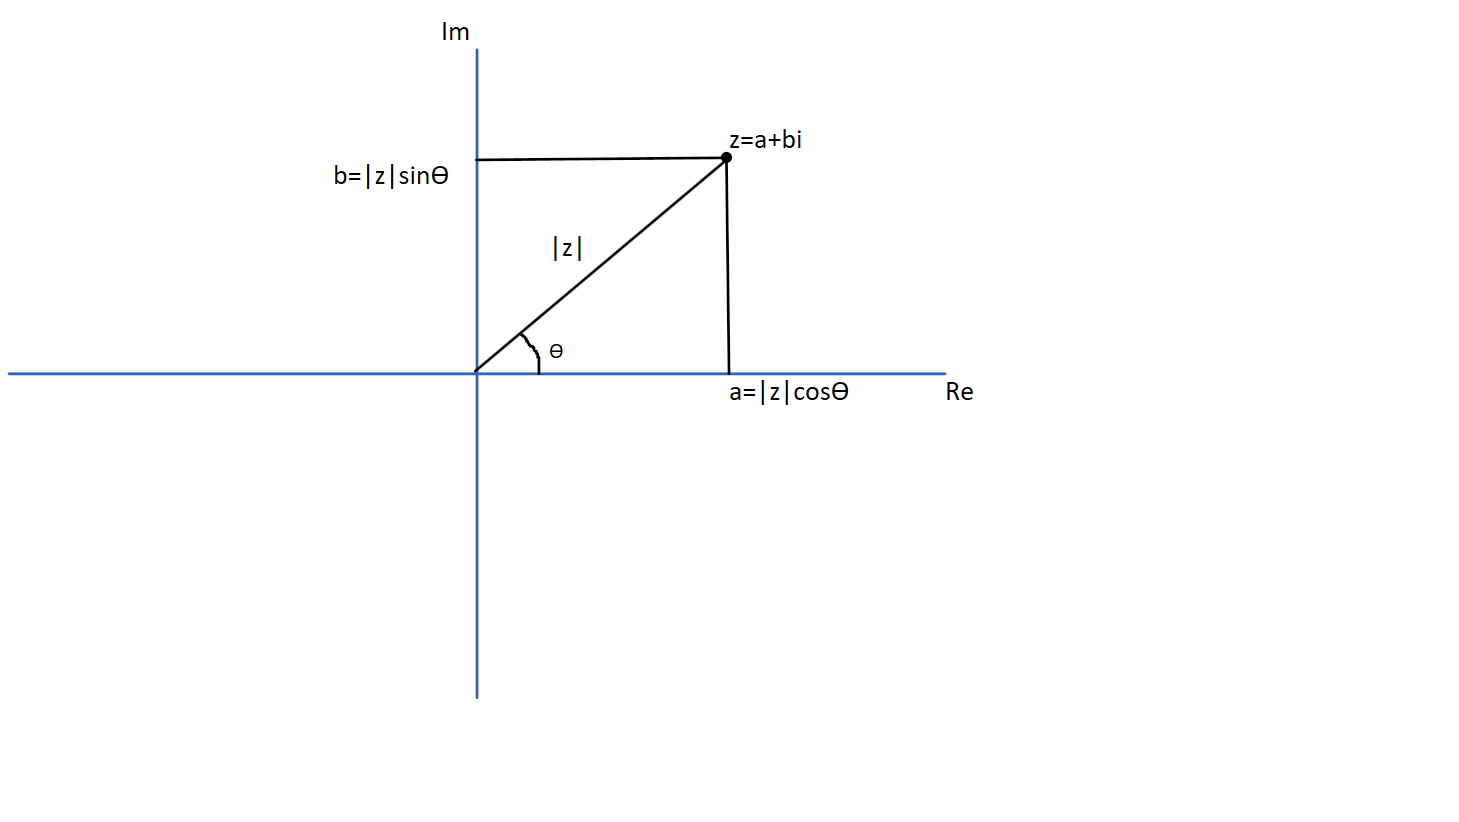 Im
z=a+bi
b=|z|sinϴ
|z|
ϴ
a=|z|cosϴ
Re